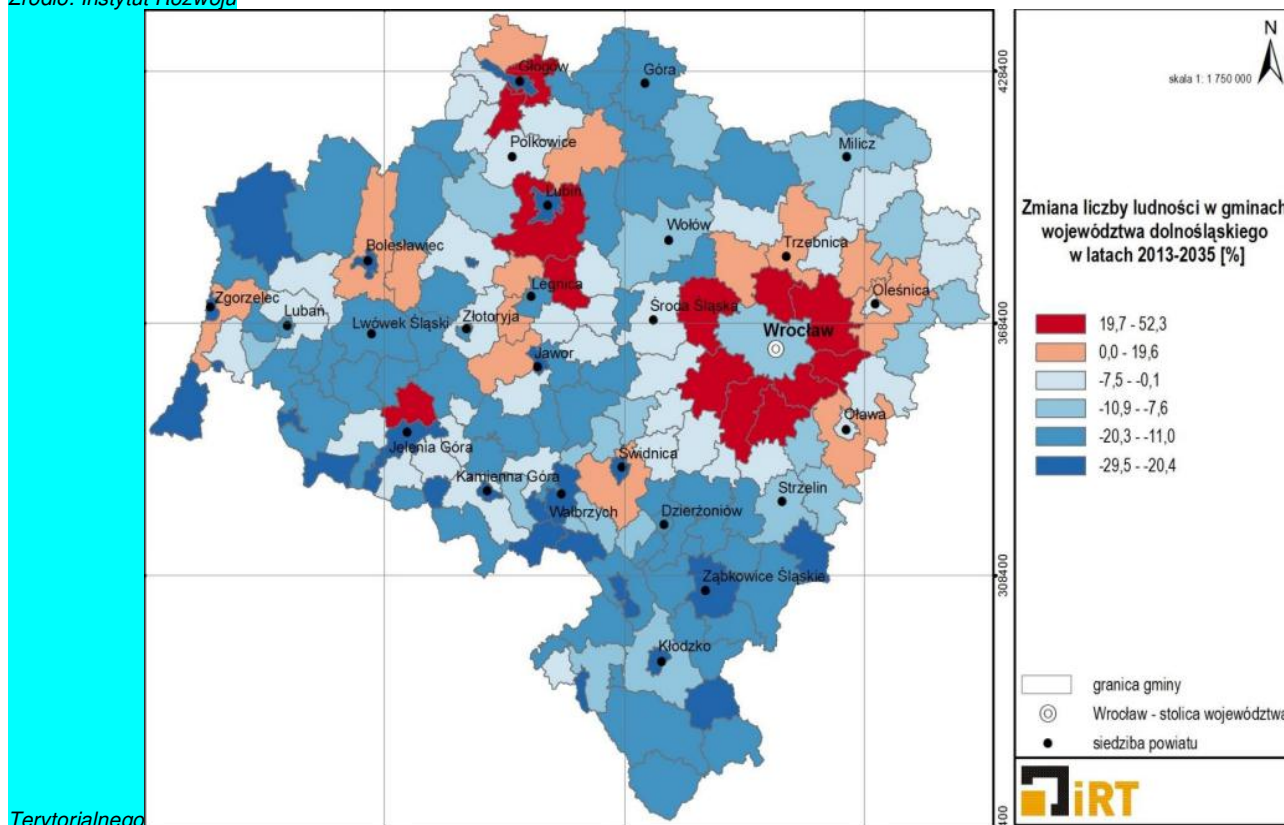 Źródło: Instytut Rozwoju
N
skala 1: 1 750 000
428400
Głogów
Góra
Polkowice
Milicz
Lubin
Zmiana liczby ludności w gminach
województwa dolnośląskiego
w latach 2013-2035 [%]
Wołów
Trzebnica
Bolesławiec
Zgorzelec
Legnica
Oleśnica
Lubań
Lwówek Śląski
Złotoryja
Środa Śląska
Wrocław
368400
19,7 - 52,3
0,0 - 19,6
-7,5 - -0,1
-10,9 - -7,6
-20,3 - -11,0
-29,5 - -20,4
Jawor
Oława
Jelenia Góra
Świdnica
Kamienna Góra
Wałbrzych
Strzelin
Dzierżoniów
308400
Ząbkowice Śląskie
Kłodzko
granica gminy
Wrocław - stolica województwa
siedziba powiatu
iRT
Terytorialnego
400